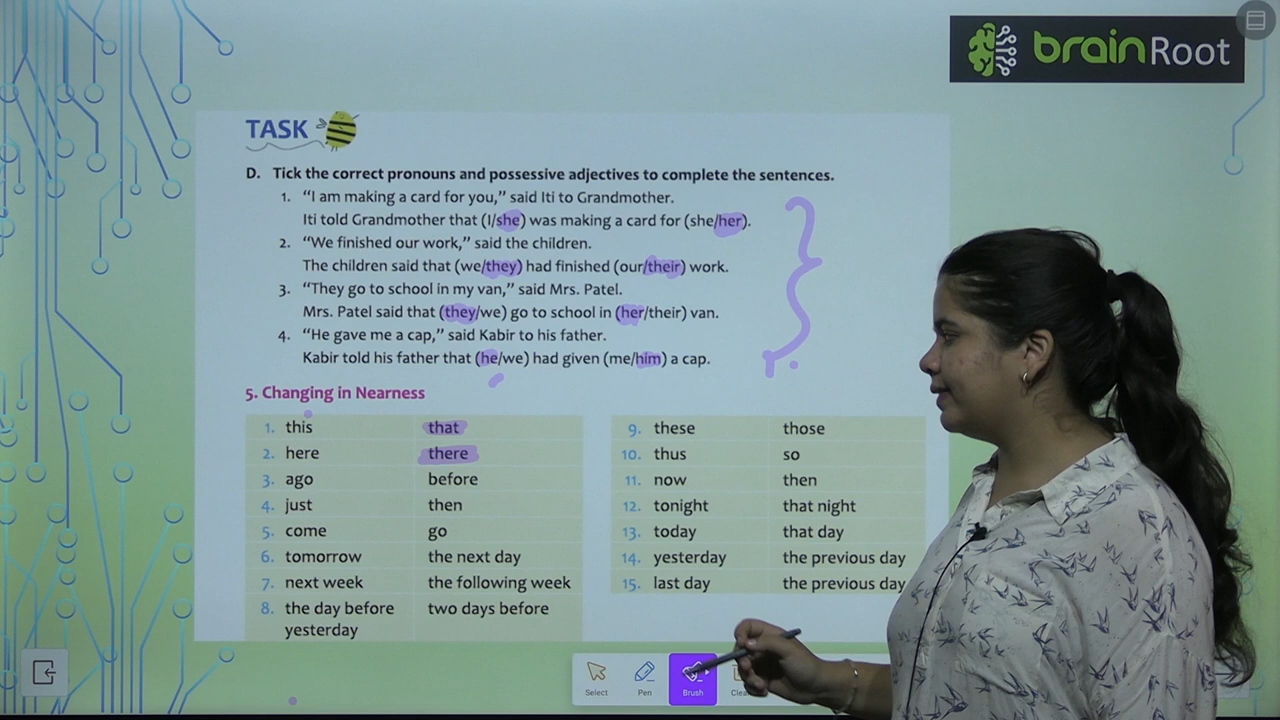 brainRoot
TASK
D. Tick the correct pronouns and possessive adjectives to complete the sentences.
1. “I am making a card for you,” said Iti to Grandmother.
Iti told Grandmother that (I/she) was making a card for (she/her).
2. “We finished our work,” said the children.
The children said that (we/they) had finished (our/their) work.
3. “They go to school in my van,” said Mrs. Patel.
Mrs. Patel said that (they/we) go to school in (her/their) van.
4. “He gave me a cap,” said Kabir to his father.
Kabir told his father that (he/we) had given (me/him) a cap.
5. Changing in Nearness
1. this that
2. here there
3. ago before
4. just then
5. come go
6. tomorrow the next day
7. next week the following week
8. the day before two days before
yesterday
9. these those
10. thus so
11. now then
12. tonight that night
13. today that day
14. yesterday the previous day
15. last day the previous day
Select Pen Brush